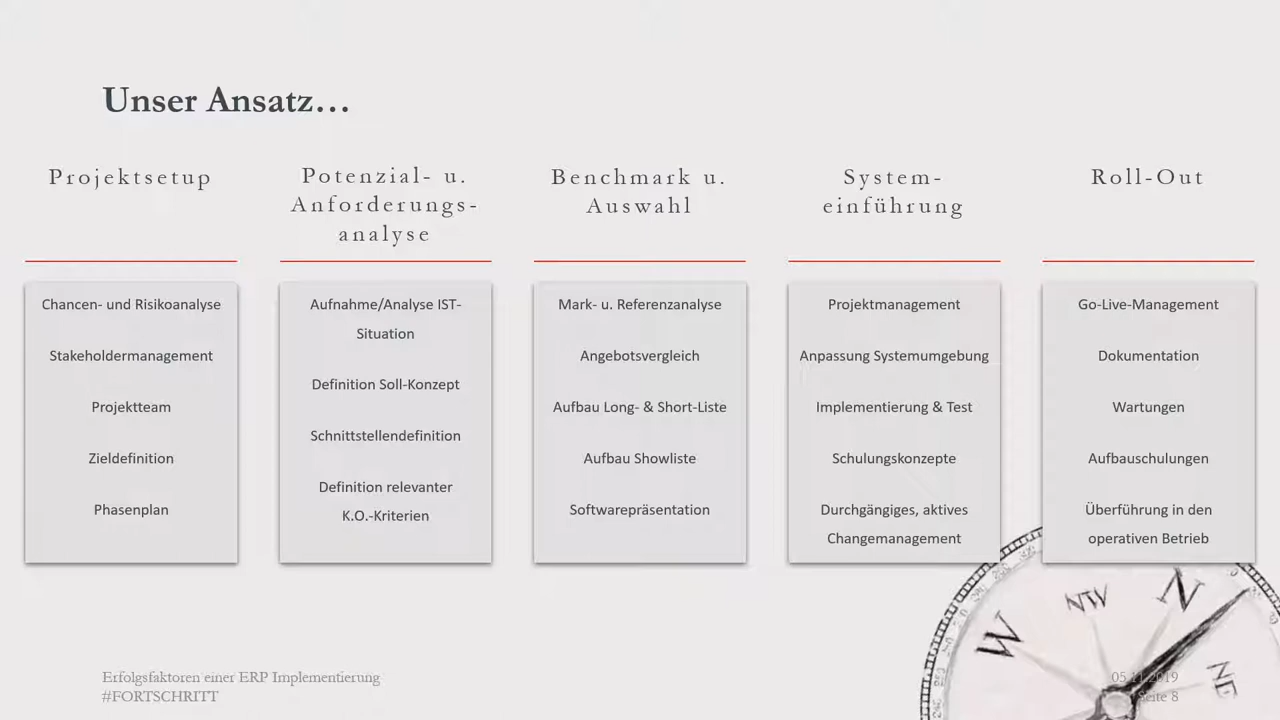 Unser Ansatz…
Projektsetup
Chancen- und Risikoanalyse
Stakeholdermanagement
Projektteam
Zieldefinition
Phasenplan
Potenzial- u.
Anforderungs-
analyse
Aufnahme/Analyse IST-
Situation
Definition Soll-Konzept
Schnittstellendefinition
Definition relevanter
K.O.-Kriterien
Benchmark u.
Auswahl
Mark- u. Referenzanalyse
Angebotsvergleich
Aufbau Long- & Short-Liste
Aufbau Showliste
Softwarepräsentation
System-
einführung
Projektmanagement
Anpassung Systemumgebung
Implementierung & Test
Schulungskonzepte
Durchgängiges, aktives
Changemanagement
Roll-Out
Go-Live-Management
Dokumentation
Wartungen
Aufbauschulungen
Überführung in den
operativen Betrieb
W
NW
N
NE
Erfolgsfaktoren einer ERP Implementierung
#FORTSCHRITT
05.11.2019
Seite 8